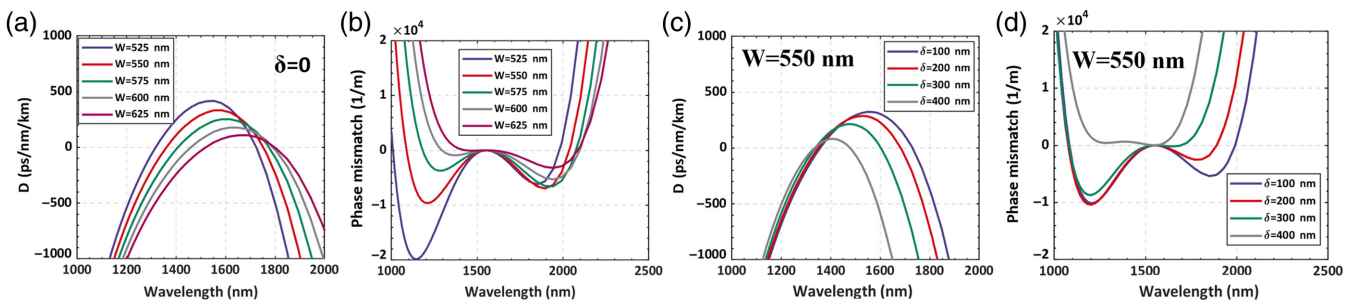 (a)
1000
500
0
−500
−1000
D (ps/nm/km)
W=525 nm
W=550 nm
W=575 nm
W=600 nm
W=625 nm
δ=0
1000 1200 1400 1600 1800 2000
Wavelength (nm)
(b)
×10⁴
2
1
0
−1
−2
Phase mismatch (1/m)
W=525 nm
W=550 nm
W=575 nm
W=600 nm
W=625 nm
1000 1500 2000 2500
Wavelength (nm)
(c)
1000
500
0
−500
−1000
D (ps/nm/km)
W=550 nm
δ=100 nm
δ=200 nm
δ=300 nm
δ=400 nm
1000 1200 1400 1600 1800 2000
Wavelength (nm)
(d)
×10⁴
2
1
0
−1
−2
Phase mismatch (1/m)
W=550 nm
δ=100 nm
δ=200 nm
δ=300 nm
δ=400 nm
1000 1500 2000 2500
Wavelength (nm)